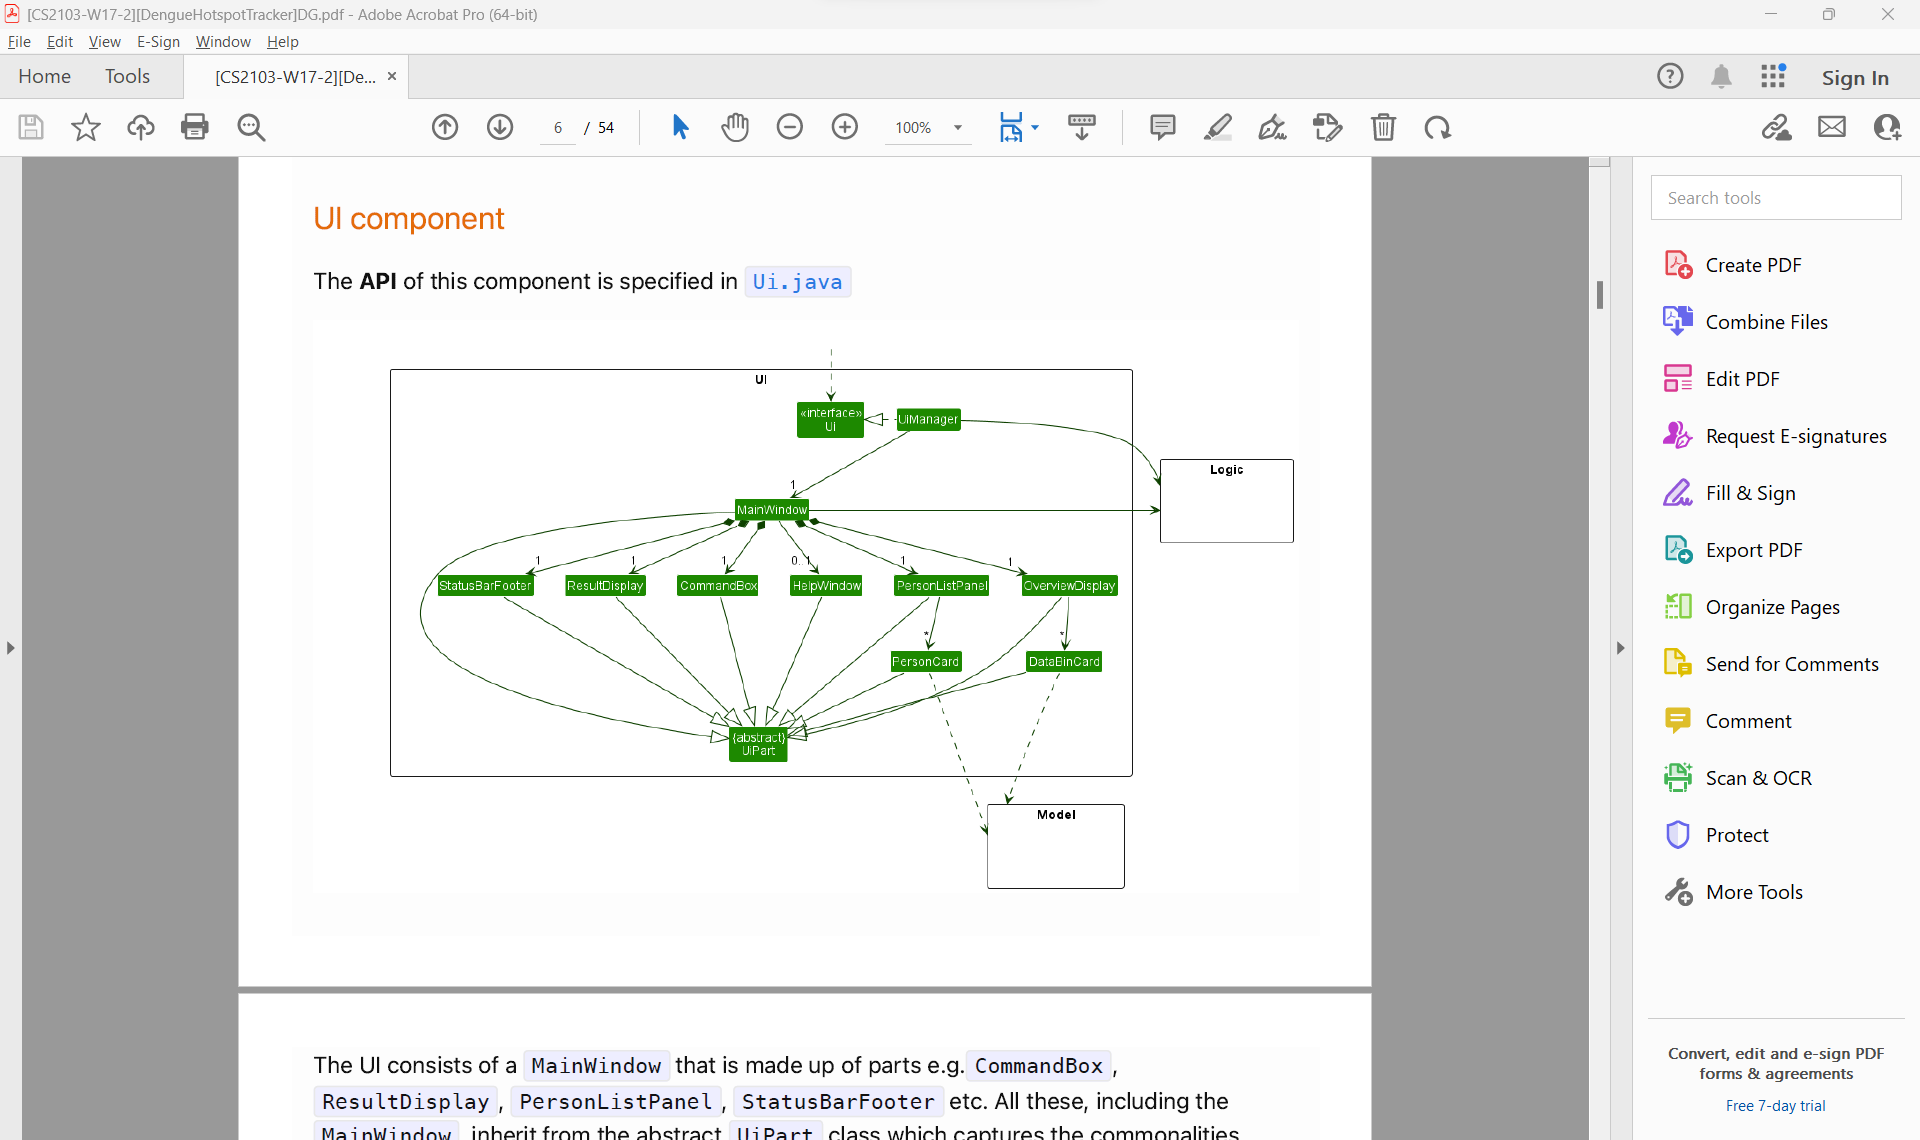 [CS2103-W17-2][DengueHotspotTracker]DG.pdf - Adobe Acrobat Pro (64-bit)
File Edit View E-Sign Window Help
Home Tools [CS2103-W17-2][De... × Sign In
6 / 54 100%
Search tools
Create PDF
Combine Files
Edit PDF
Request E-signatures
Fill & Sign
Export PDF
Organize Pages
Send for Comments
Comment
Scan & OCR
Protect
More Tools
Convert, edit and e-sign PDF
forms & agreements
Free 7-day trial
UI component
The API of this component is specified in Ui.java
UI
«interface»
Ui
UiManager
Logic
1
MainWindow
1 1 1 0..1 1 1
StatusBarFooter ResultDisplay CommandBox HelpWindow PersonListPanel OverviewDisplay
* *
PersonCard DataBinCard
{abstract}
UiPart
Model
The UI consists of a MainWindow that is made up of parts e.g. CommandBox ,
ResultDisplay , PersonListPanel , StatusBarFooter etc. All these, including the
MainWindow inherit from the abstract UiPart class which captures the commonalities